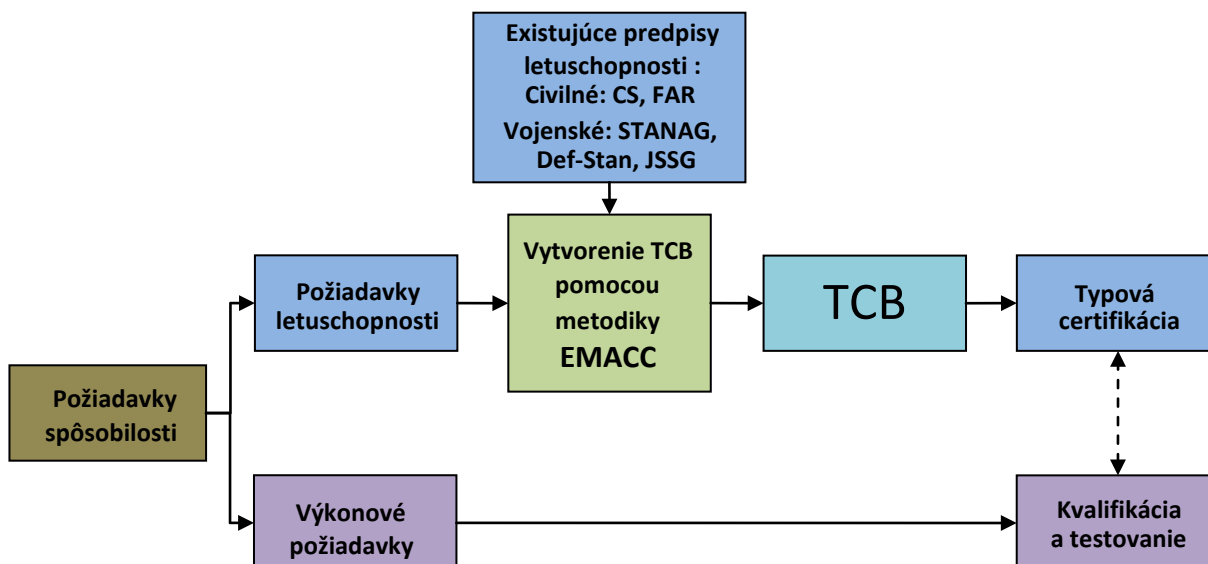 Existujúce predpisy
letuschopnosti :
Civilné: CS, FAR
Vojenské: STANAG,
Def-Stan, JSSG
Požiadavky
letuschopnosti
Vytvorenie TCB
pomocou
metodiky
EMACC
TCB
Typová
certifikácia
Požiadavky
spôsobilosti
Výkonové
požiadavky
Kvalifikácia
a testovanie